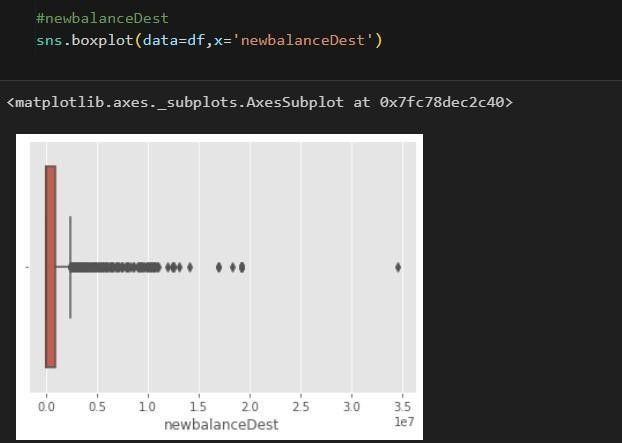 #newbalanceDest
sns.boxplot(data=df,x='newbalanceDest')
<matplotlib.axes._subplots.AxesSubplot at 0x7fc78dec2c40>
0.0 0.5 1.0 1.5 2.0 2.5 3.0 3.5
1e7
newbalanceDest